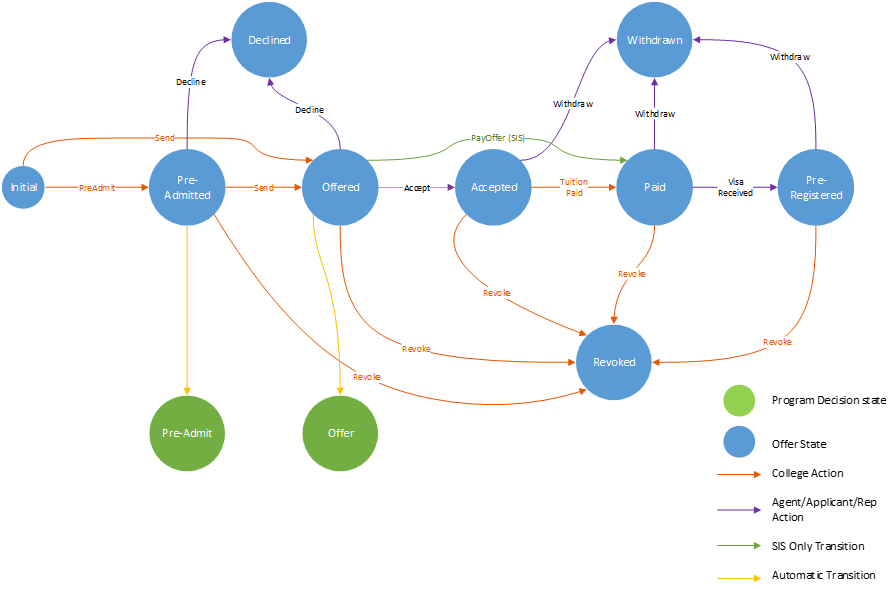 Declined
Withdrawn
Withdraw
Decline
Decline
Withdraw
Withdraw
Send
PayOffer (SIS)
Initial
PreAdmit
Pre-
Admitted
Send
Offered
Accept
Accepted
Tuition
Paid
Paid
Visa
Received
Pre-
Registered
Revoke
Revoke
Revoke
Revoke
Revoked
Revoke
Pre-Admit
Offer
Program Decision state
Offer State
College Action
Agent/Applicant/Rep
Action
SIS Only Transition
Automatic Transition